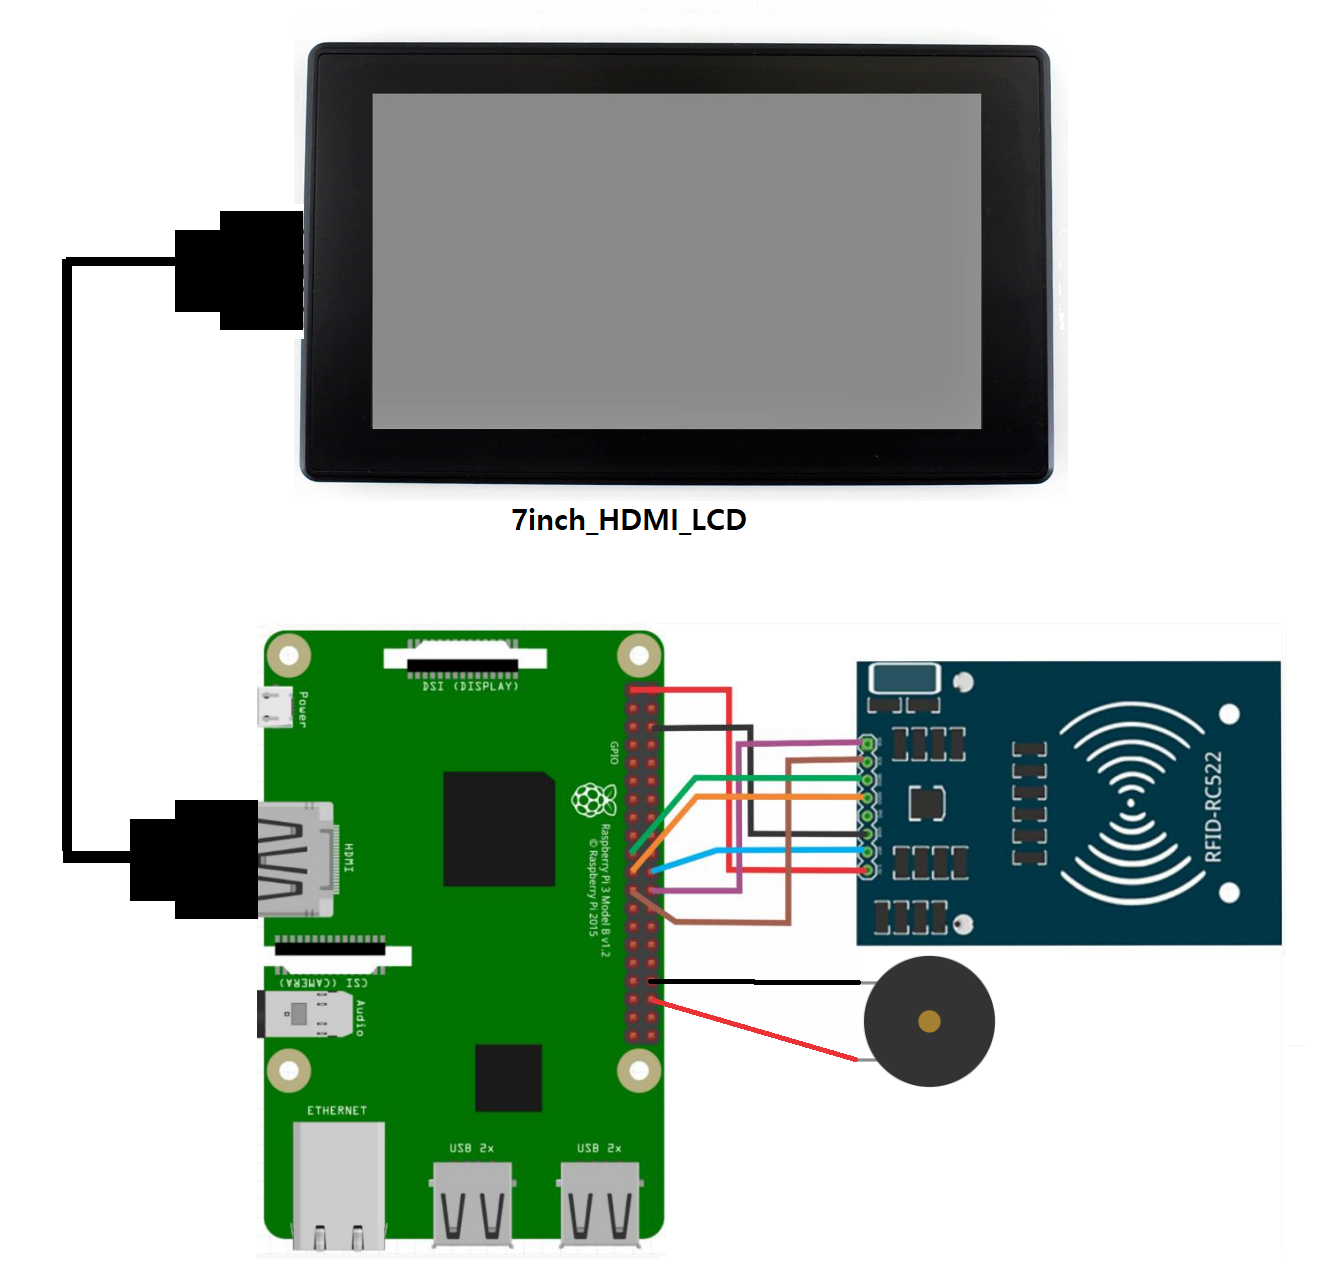 7inch_HDMI_LCD
DSI (DISPLAY)
Power
GPIO
HDMI
Raspberry Pi 3 Model B v1.2
© Raspberry Pi 2015
RFID-RC522
CSI (CAMERA)
Audio
ETHERNET
USB 2x
USB 2x